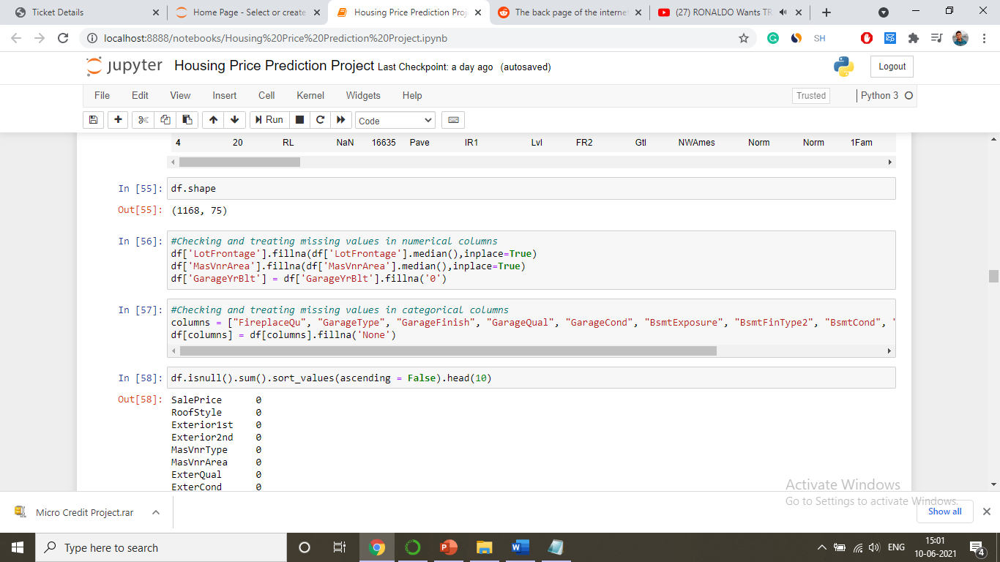 Ticket Details
Home Page - Select or create
Housing Price Prediction Proj
The back page of the internet
(27) RONALDO Wants TR
localhost:8888/notebooks/Housing%20Price%20Prediction%20Project.ipynb
SH
jupyter Housing Price Prediction Project Last Checkpoint: a day ago (autosaved)
Logout
File Edit View Insert Cell Kernel Widgets Help
Trusted
Python 3
Run
Code
4 20 RL NaN 16635 Pave IR1 Lvl FR2 Gtl NWAmes Norm Norm 1Fam
In [55]: df.shape
Out[55]: (1168, 75)
In [56]: #Checking and treating missing values in numerical columns
df['LotFrontage'].fillna(df['LotFrontage'].median(),inplace=True)
df['MasVnrArea'].fillna(df['MasVnrArea'].median(),inplace=True)
df['GarageYrBlt'] = df['GarageYrBlt'].fillna('0')
In [57]: #Checking and treating missing values in categorical columns
columns = ["FireplaceQu", "GarageType", "GarageFinish", "GarageQual", "GarageCond", "BsmtExposure", "BsmtFinType2", "BsmtCond", "
df[columns] = df[columns].fillna('None')
In [58]: df.isnull().sum().sort_values(ascending = False).head(10)
Out[58]: SalePrice 0
RoofStyle 0
Exterior1st 0
Exterior2nd 0
MasVnrType 0
MasVnrArea 0
ExterQual 0
ExterCond 0
Activate Windows
Go to Settings to activate Windows.
Micro Credit Project.rar
Show all
Type here to search
ENG
15:01
10-06-2021
4